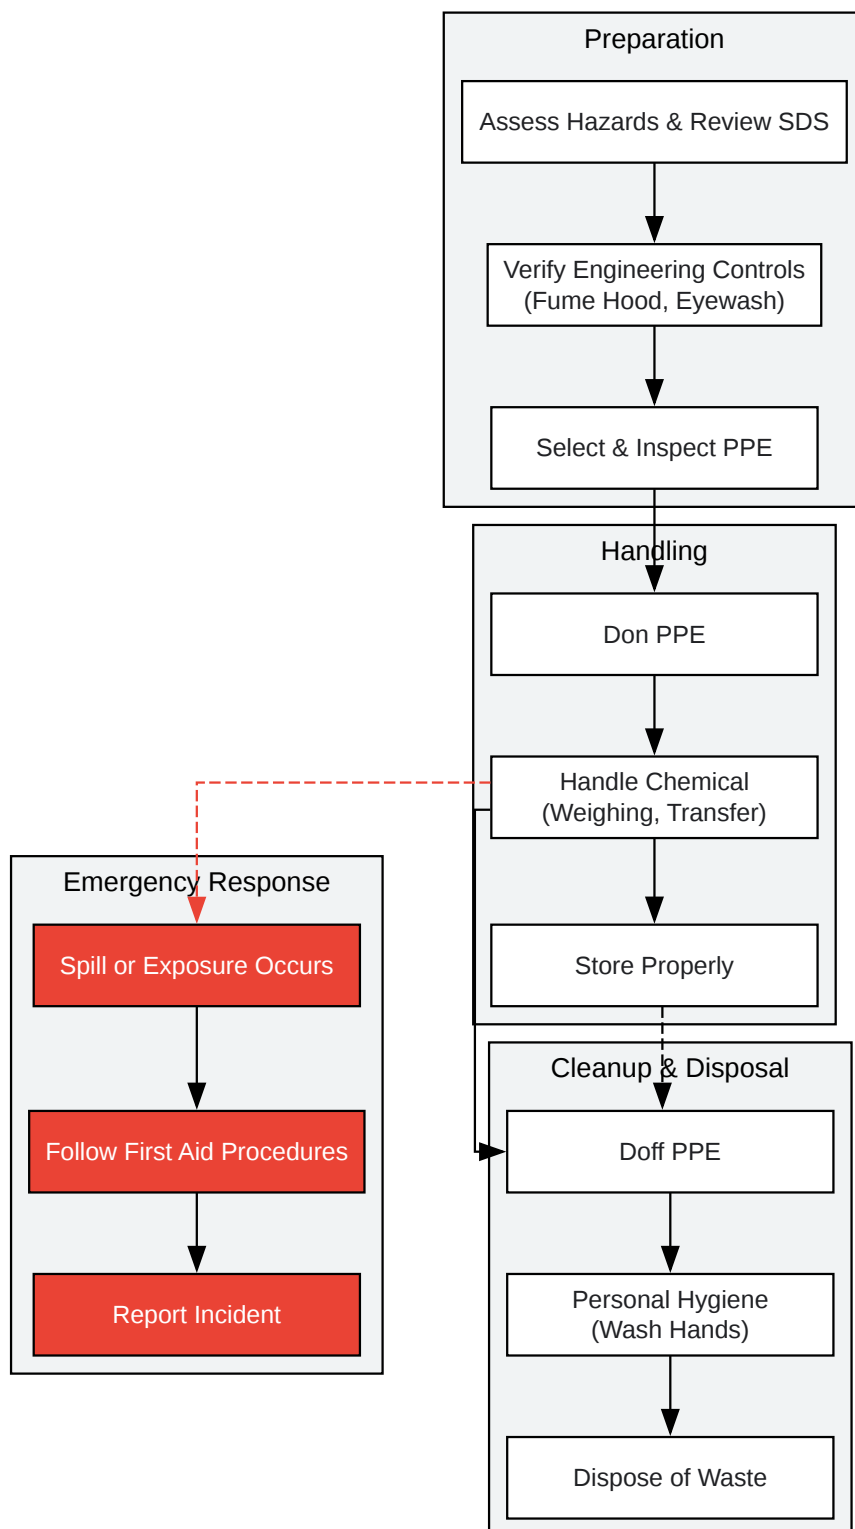 Preparation
Assess Hazards & Review SDS
Verify Engineering Controls
(Fume Hood, Eyewash)
Select & Inspect PPE
Handling
Don PPE
Handle Chemical
(Weighing, Transfer)
Store Properly
Emergency Response
Spill or Exposure Occurs
Follow First Aid Procedures
Report Incident
Cleanup & Disposal
Doff PPE
Personal Hygiene
(Wash Hands)
Dispose of Waste